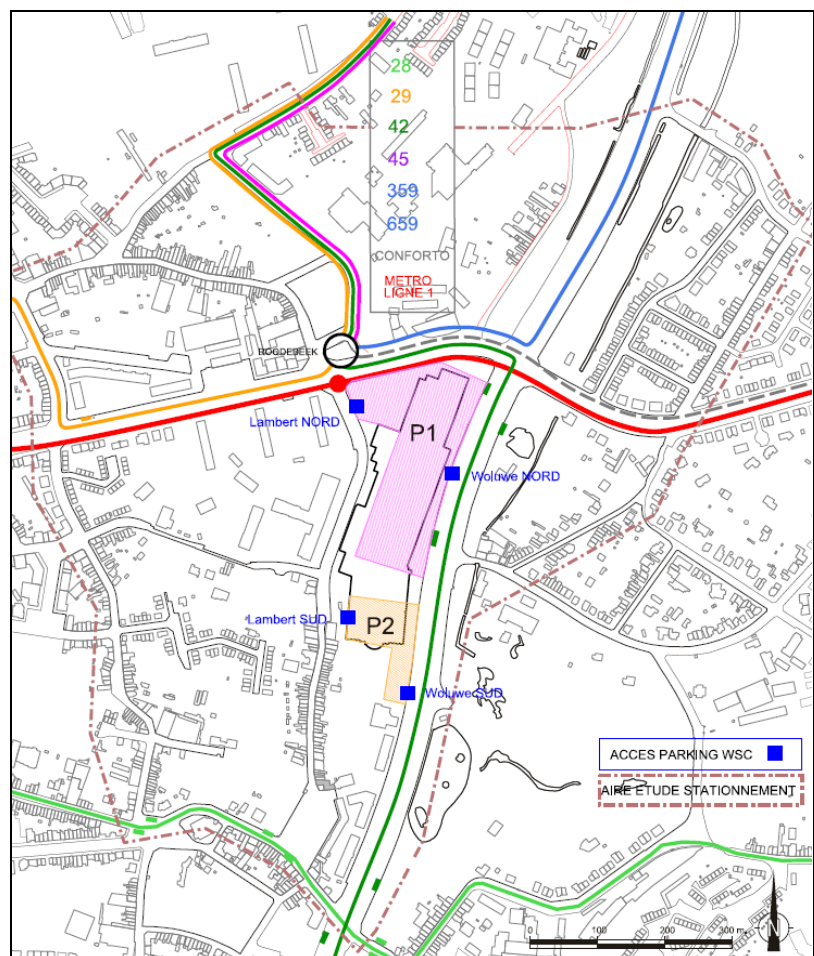 28
29
42
45
359
659
CONFORTO
METRO
LIGNE 1
ROODEBEEK
Lambert NORD
P1
Woluwe NORD
Lambert SUD
P2
Woluwe SUD
ACCES PARKING WSC
AIRE ETUDE STATIONNEMENT
0 100 200 300 m
N